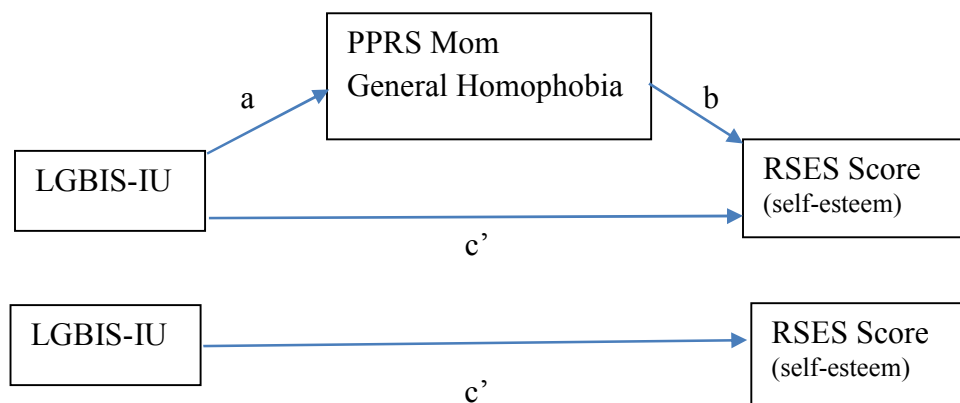 PPRS Mom
General Homophobia
a
b
LGBIS-IU
RSES Score
(self-esteem)
c’
LGBIS-IU
RSES Score
(self-esteem)
c’